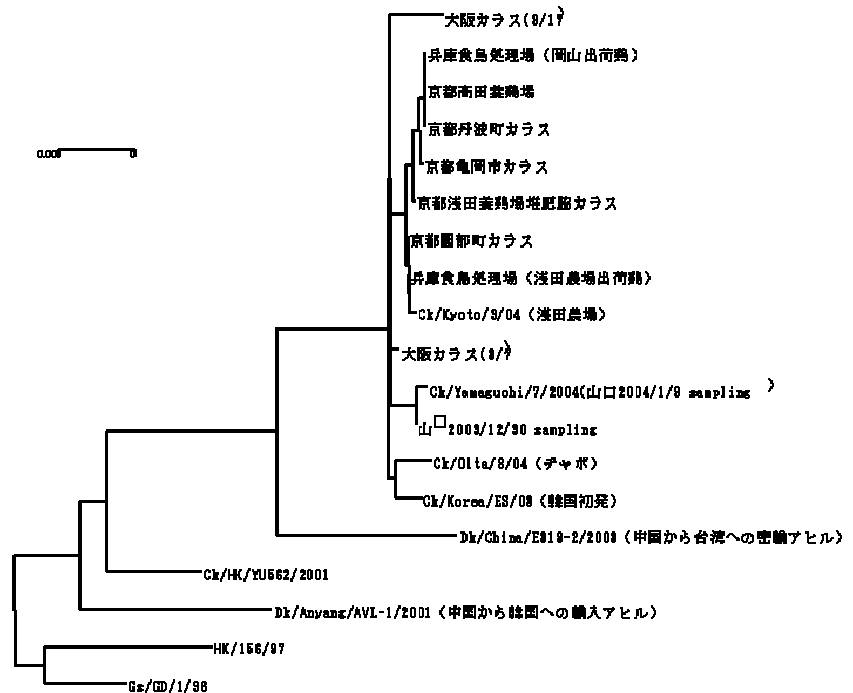 大阪カラス(3/17)
兵庫食鳥処理場（岡山出荷鶏）
京都高田養鶏場
京都丹波町カラス
0.003 0
京都亀岡市カラス
京都浅田養鶏場堆肥脇カラス
京都園部町カラス
兵庫食鳥処理場（浅田農場出荷鶏）
Ck/Kyoto/3/04（浅田農場）
大阪カラス(3/7)
Ck/Yamaguchi/7/2004(山口2004/1/9 sampling )
山口2003/12/30 sampling
Ck/Oita/8/04（チャボ）
Ck/Korea/ES/03（韓国初発）
Dk/China/E319-2/2003（中国から台湾への密輸アヒル）
Ck/HK/YU562/2001
Dk/Anyang/AVL-1/2001（中国から韓国への輸入アヒル）
HK/156/97
Gs/GD/1/96